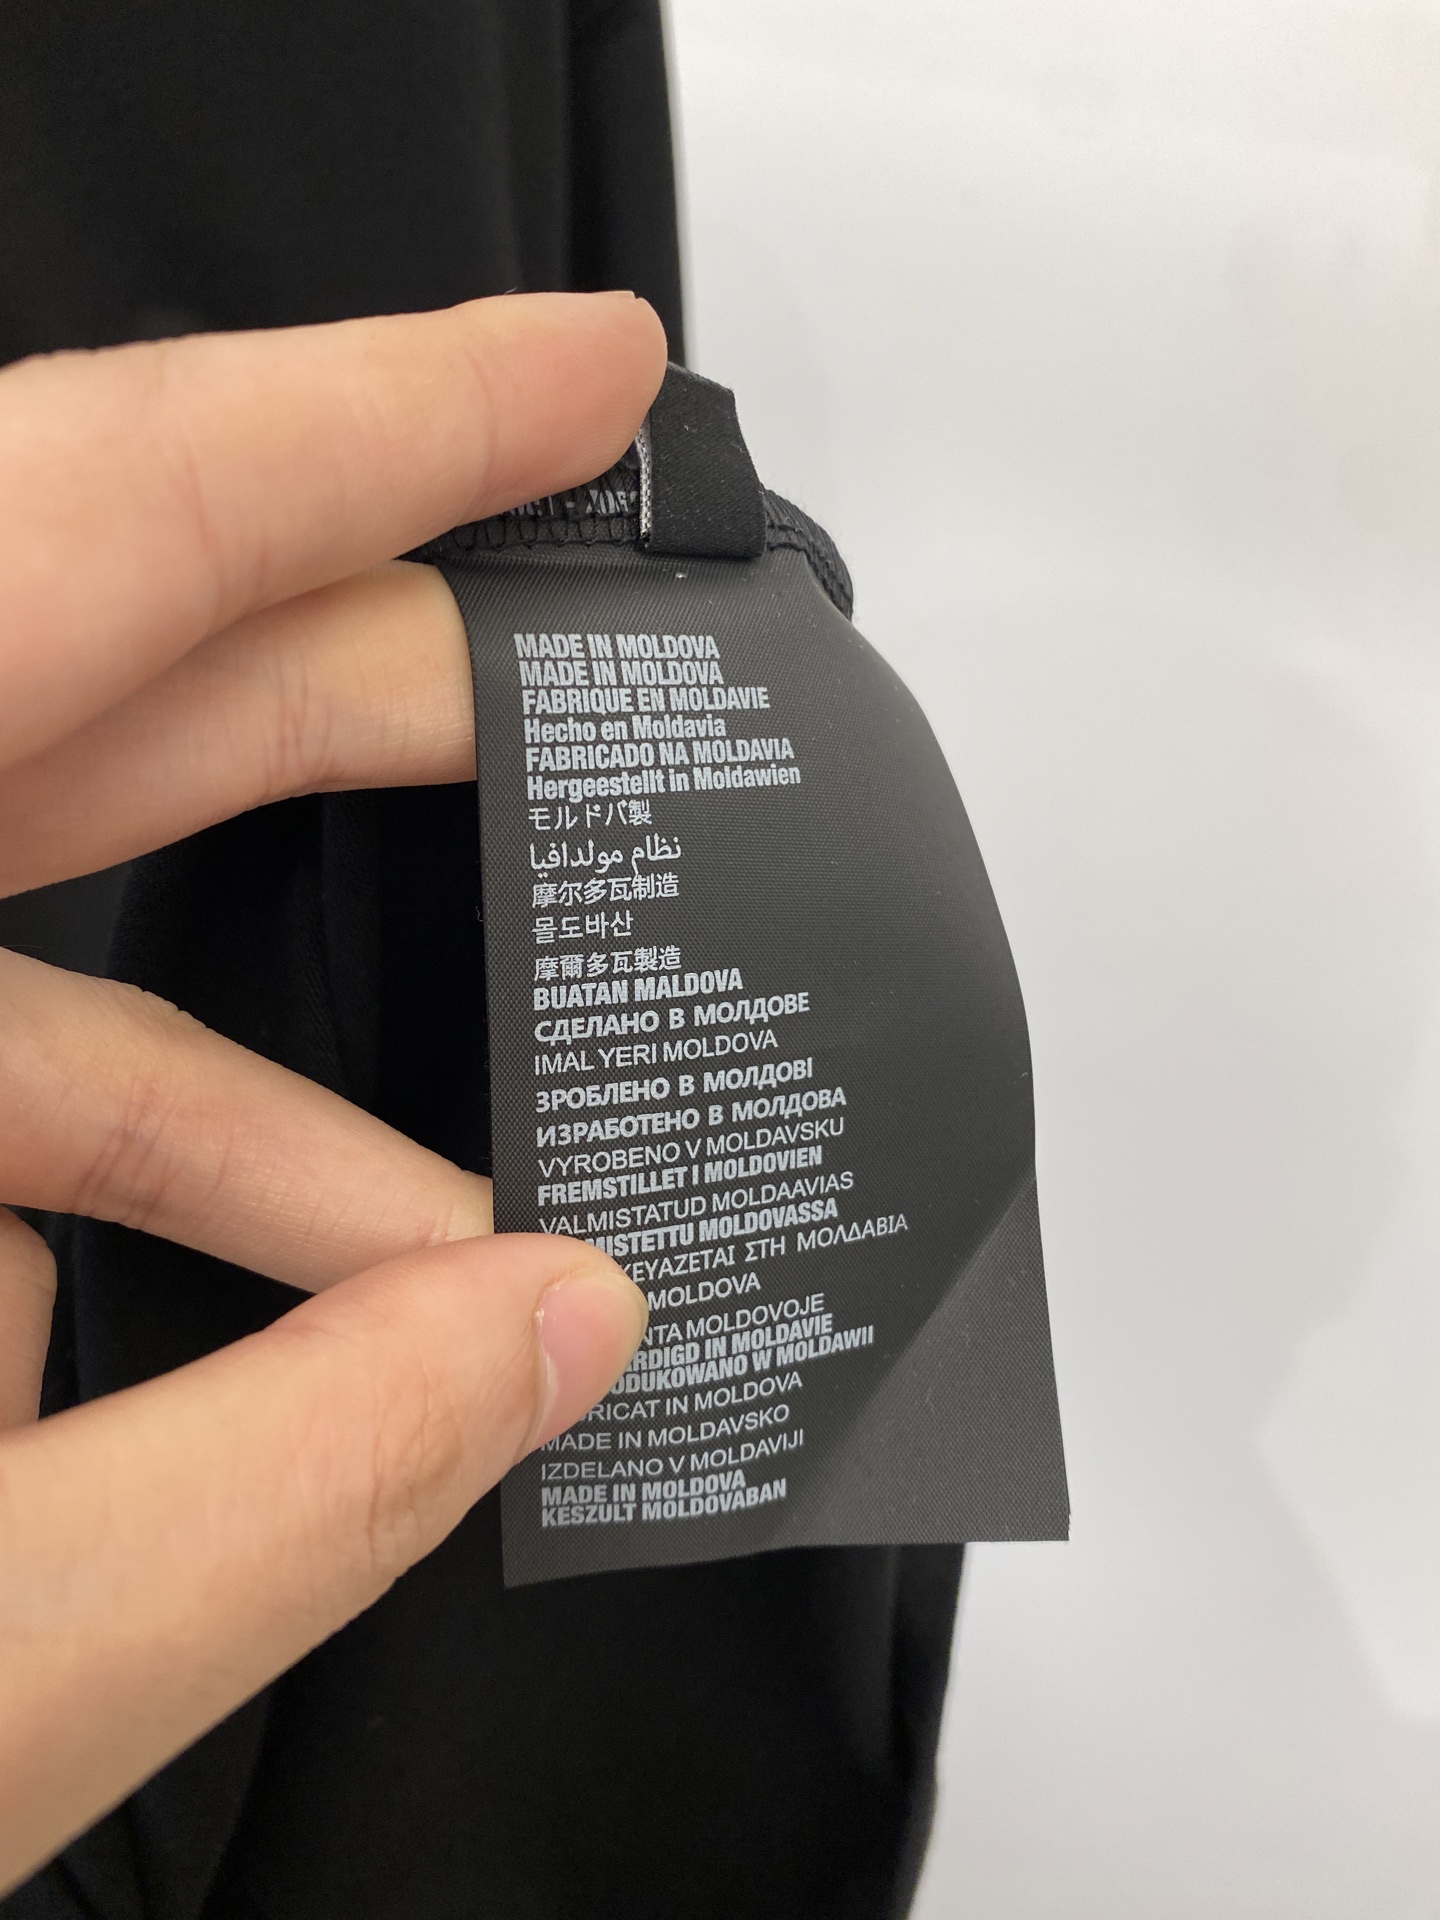 MADE IN MOLDOVA
MADE IN MOLDOVA
FABRIQUE EN MOLDAVIE
Hecho en Moldavia
FABRICADO NA MOLDAVIA
Hergeestellt in Moldawien
モルドバ製
نظام مولدافيا
摩尔多瓦制造
몰도바산
摩爾多瓦製造
BUATAN MALDOVA
СДЕЛАНО В МОЛДОВЕ
IMAL YERI MOLDOVA
ЗРОБЛЕНО В МОЛДОВІ
ИЗРАБОТЕНО В МОЛДОВА
VYROBENO V MOLDAVSKU
FREMSTILLET I MOLDOVIEN
VALMISTATUD MOLDAAVIAS
MISTETTU MOLDOVASSA
ΚΕΥΑΖΕΤΑΙ ΣΤΗ ΜΟΛΔΑΒΙΑ
MOLDOVA
NTA MOLDOVOJE
RDIGD IN MOLDAVIE
ODUKOWANO W MOLDAWII
RICAT IN MOLDOVA
MADE IN MOLDAVSKO
IZDELANO V MOLDAVIJI
MADE IN MOLDOVA
KESZULT MOLDOVABAN